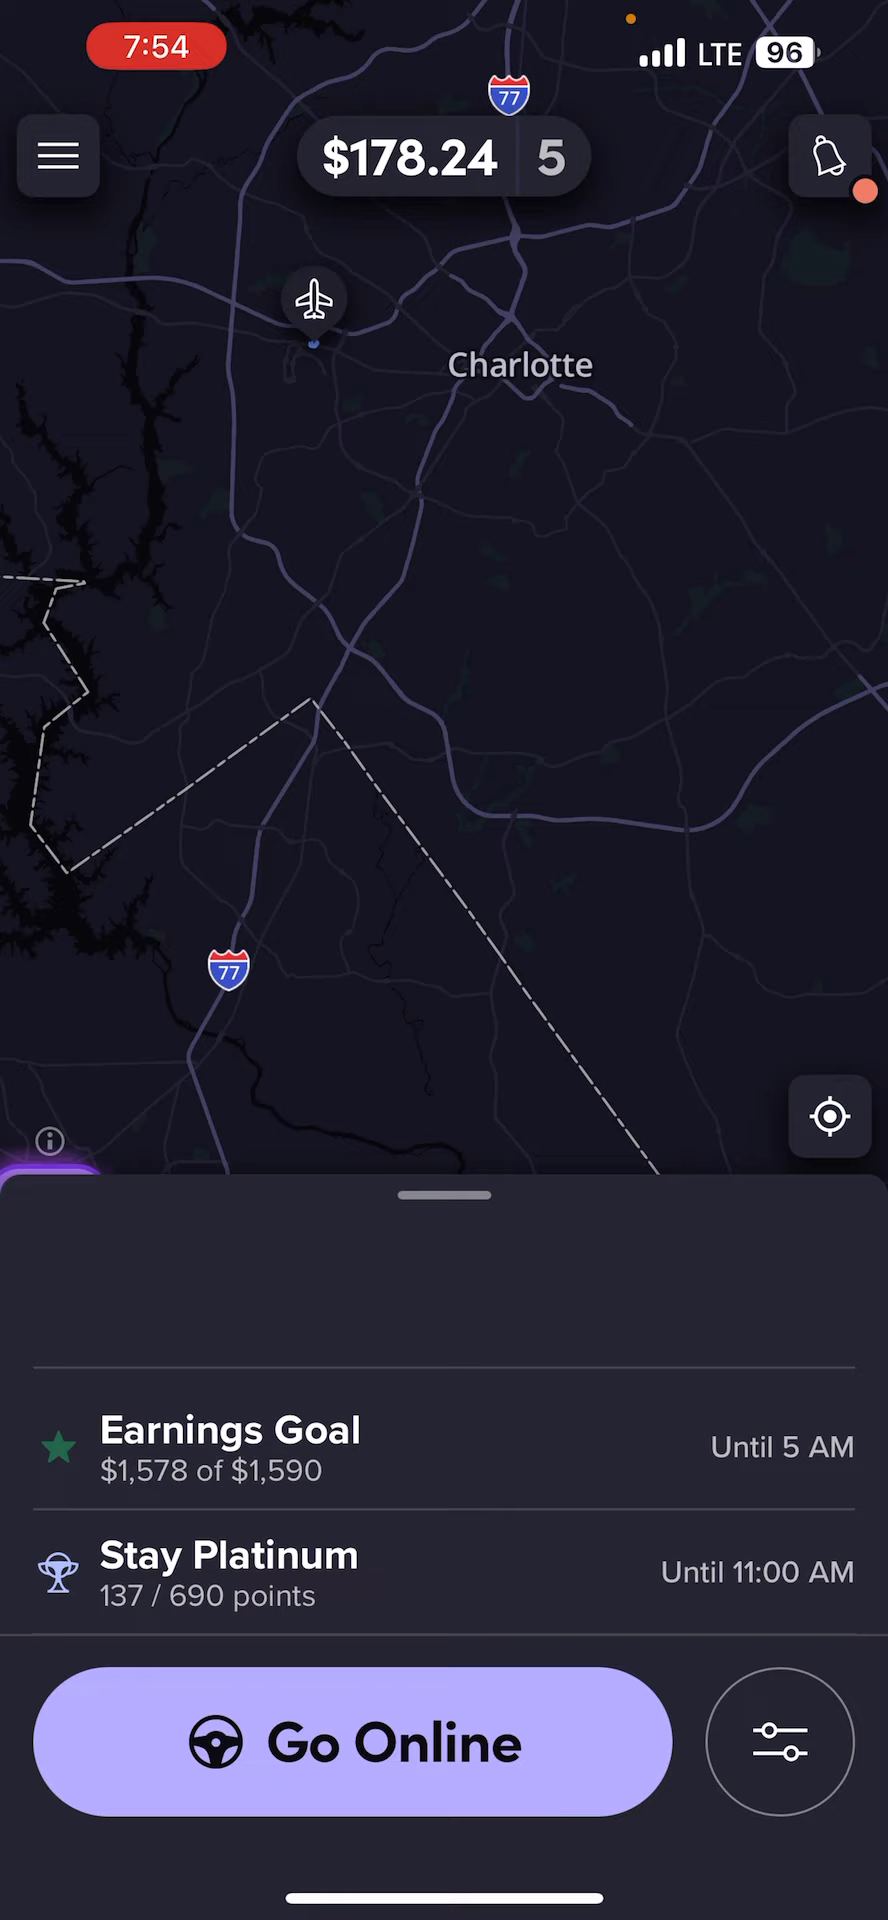 7:54
LTE 96
77
$178.24 5
Charlotte
77
Earnings Goal
$1,578 of $1,590
Until 5 AM
Stay Platinum
137 / 690 points
Until 11:00 AM
Go Online